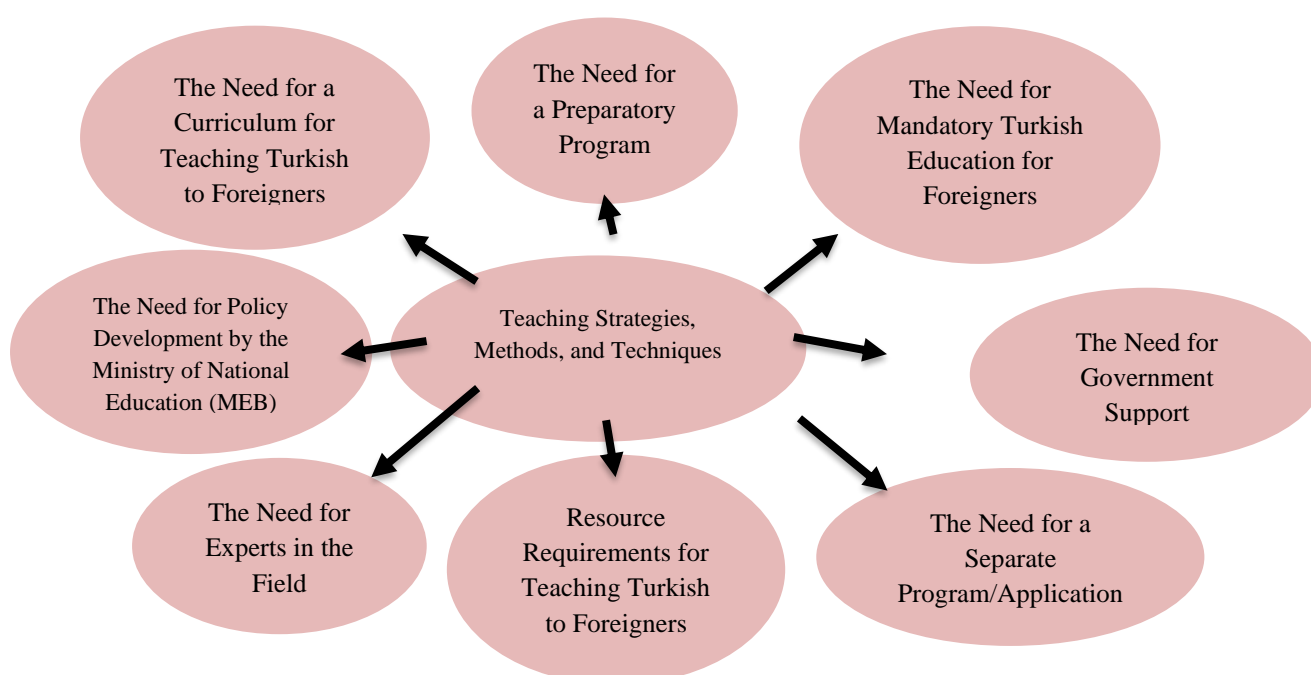 The Need for a
Curriculum for
Teaching Turkish
to Foreigners
The Need for
a Preparatory
Program
The Need for
Mandatory Turkish
Education for
Foreigners
The Need for Policy
Development by the
Ministry of National
Education (MEB)
Teaching Strategies,
Methods, and Techniques
The Need for
Government
Support
The Need for
Experts in the
Field
Resource
Requirements for
Teaching Turkish
to Foreigners
The Need for a
Separate
Program/Application